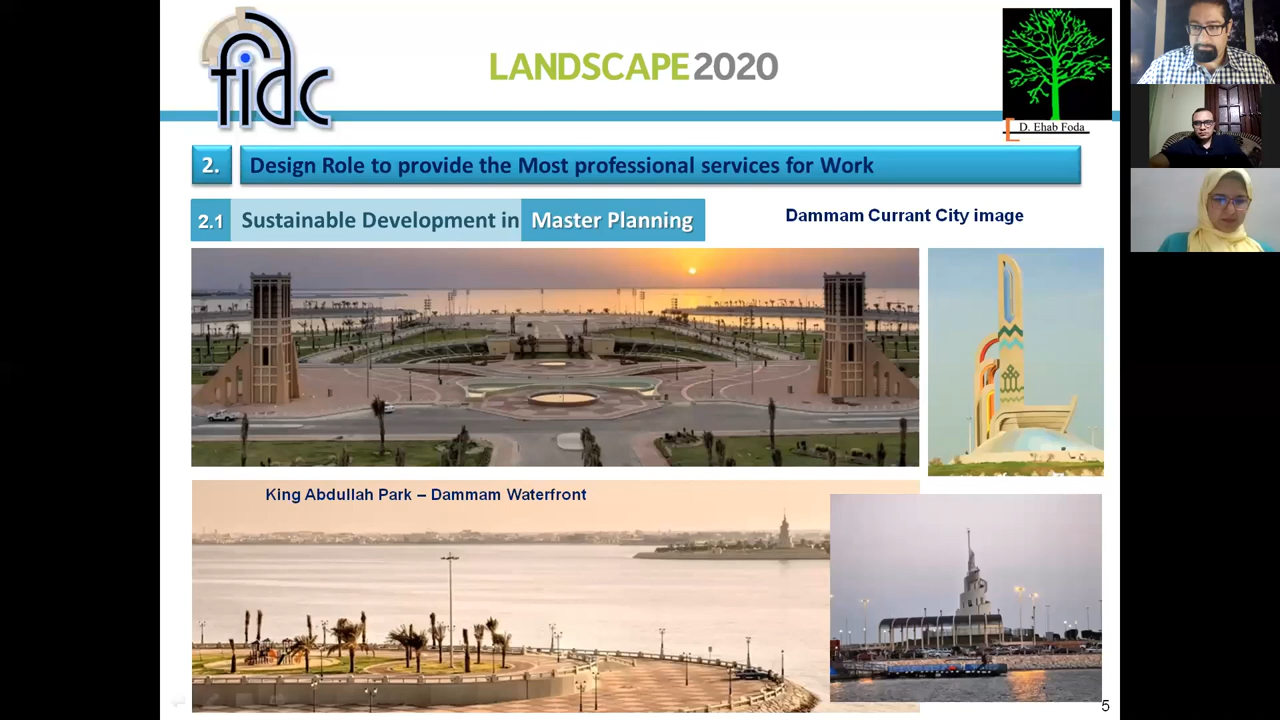 fidc
LANDSCAPE2020
D. Ehab Foda
2. Design Role to provide the Most professional services for Work
2.1 Sustainable Development in Master Planning
Dammam Currant City image
King Abdullah Park – Dammam Waterfront
5